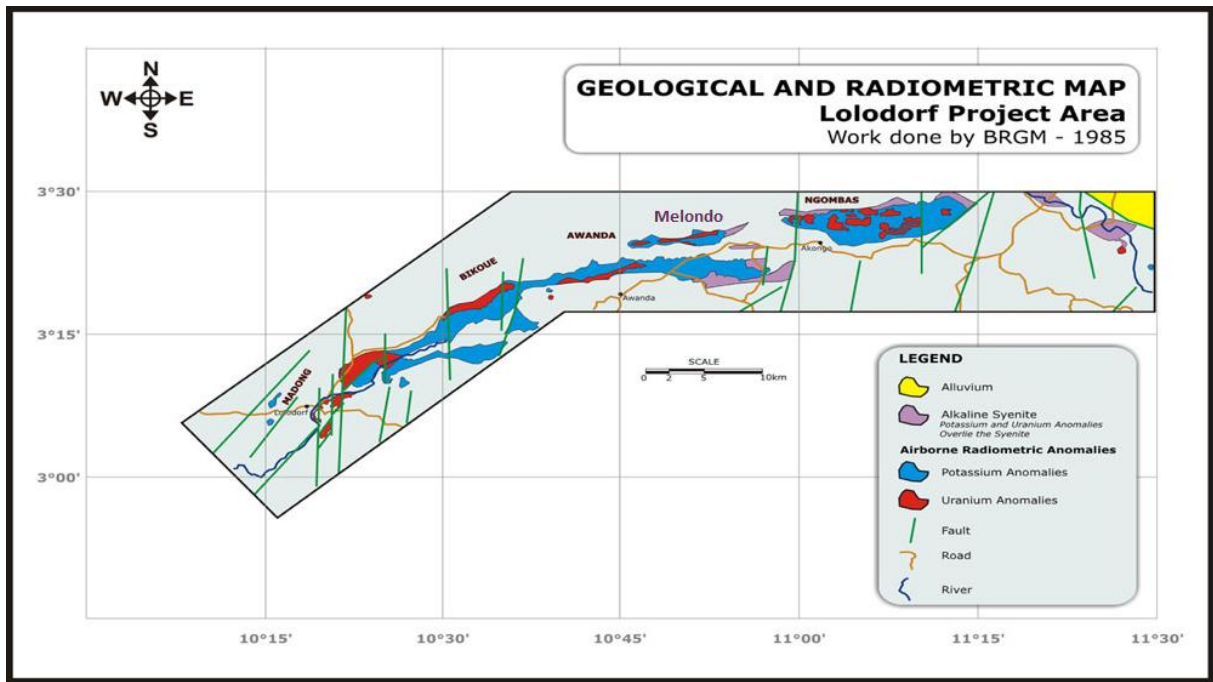 N
W E
S
GEOLOGICAL AND RADIOMETRIC MAP
Lolodorf Project Area
Work done by BRGM - 1985
3°30'
3°15'
3°00'
NGOMBAS
Melondo
AWANDA
Akongo
BIKOUE
Awanda
MADONG
Lolodorf
SCALE
0 2 5 10km
LEGEND
Alluvium
Alkaline Syenite
Potassium and Uranium Anomalies
Overlie the Syenite
Airborne Radiometric Anomalies
Potassium Anomalies
Uranium Anomalies
Fault
Road
River
10°15' 10°30' 10°45' 11°00' 11°15' 11°30'